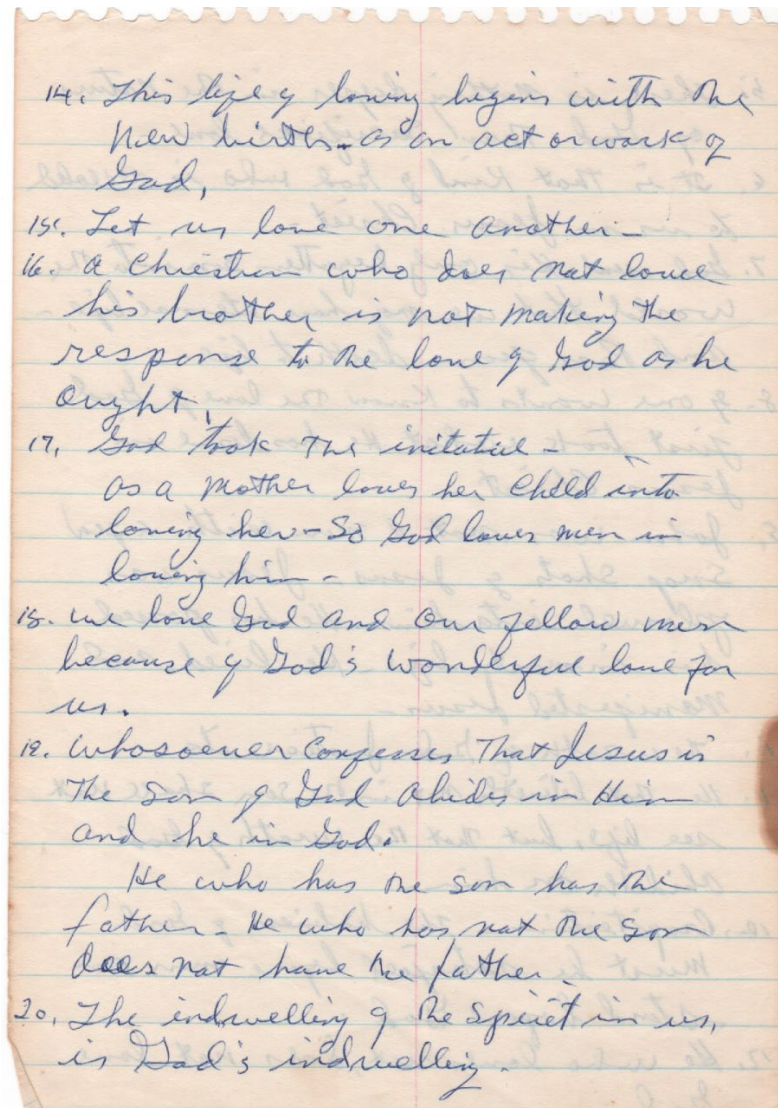 14. This life of loving begins with the
new birth - as an act or work of
God,
15. Let us love one another -
16. A Christian who does not love
his brother is not making the
response to the love of God as he
ought.
17. God took the initiatial -
as a mother loves her child into
loving her - So God loves men in
loving him -
18. we love God and our fellow men
because of God's wonderful love for
us.
19. Whosoever Confesses That Jesus is
The Son of God Abides in Him
and he in God.
He who has the son has the
father - He who has not the son
does not have the father.
20. The indwelling of the Spirit in us,
is God's indwelling.